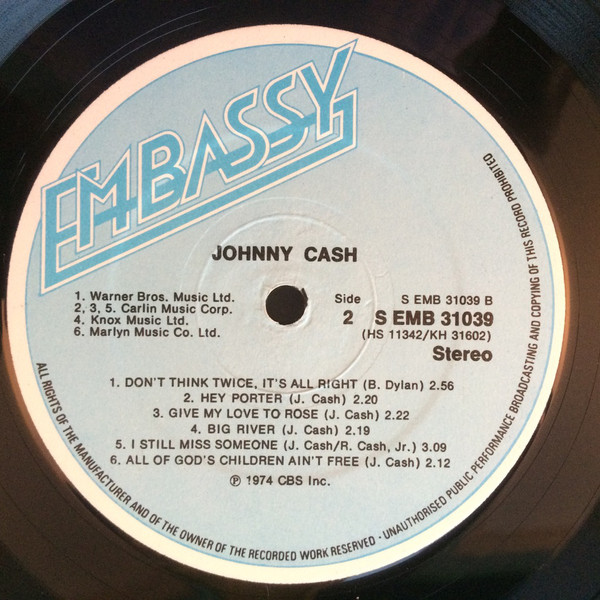 EMBASSY
JOHNNY CASH
1. Warner Bros. Music Ltd.
2, 3, 5. Carlin Music Corp.
4. Knox Music Ltd.
6. Marlyn Music Co. Ltd.
Side
2
S EMB 31039 B
S EMB 31039
(HS 11342/KH 31602)
Stereo
1. DON'T THINK TWICE, IT'S ALL RIGHT (B. Dylan) 2.56
2. HEY PORTER (J. Cash) 2.20
3. GIVE MY LOVE TO ROSE (J. Cash) 2.22
4. BIG RIVER (J. Cash) 2.19
5. I STILL MISS SOMEONE (J. Cash/R. Cash, Jr.) 3.09
6. ALL OF GOD'S CHILDREN AIN'T FREE (J. Cash) 2.12
℗ 1974 CBS Inc.
ALL RIGHTS OF THE MANUFACTURER AND OF THE OWNER OF THE RECORDED WORK RESERVED - UNAUTHORISED PUBLIC PERFORMANCE BROADCASTING AND COPYING OF THIS RECORD PROHIBITED